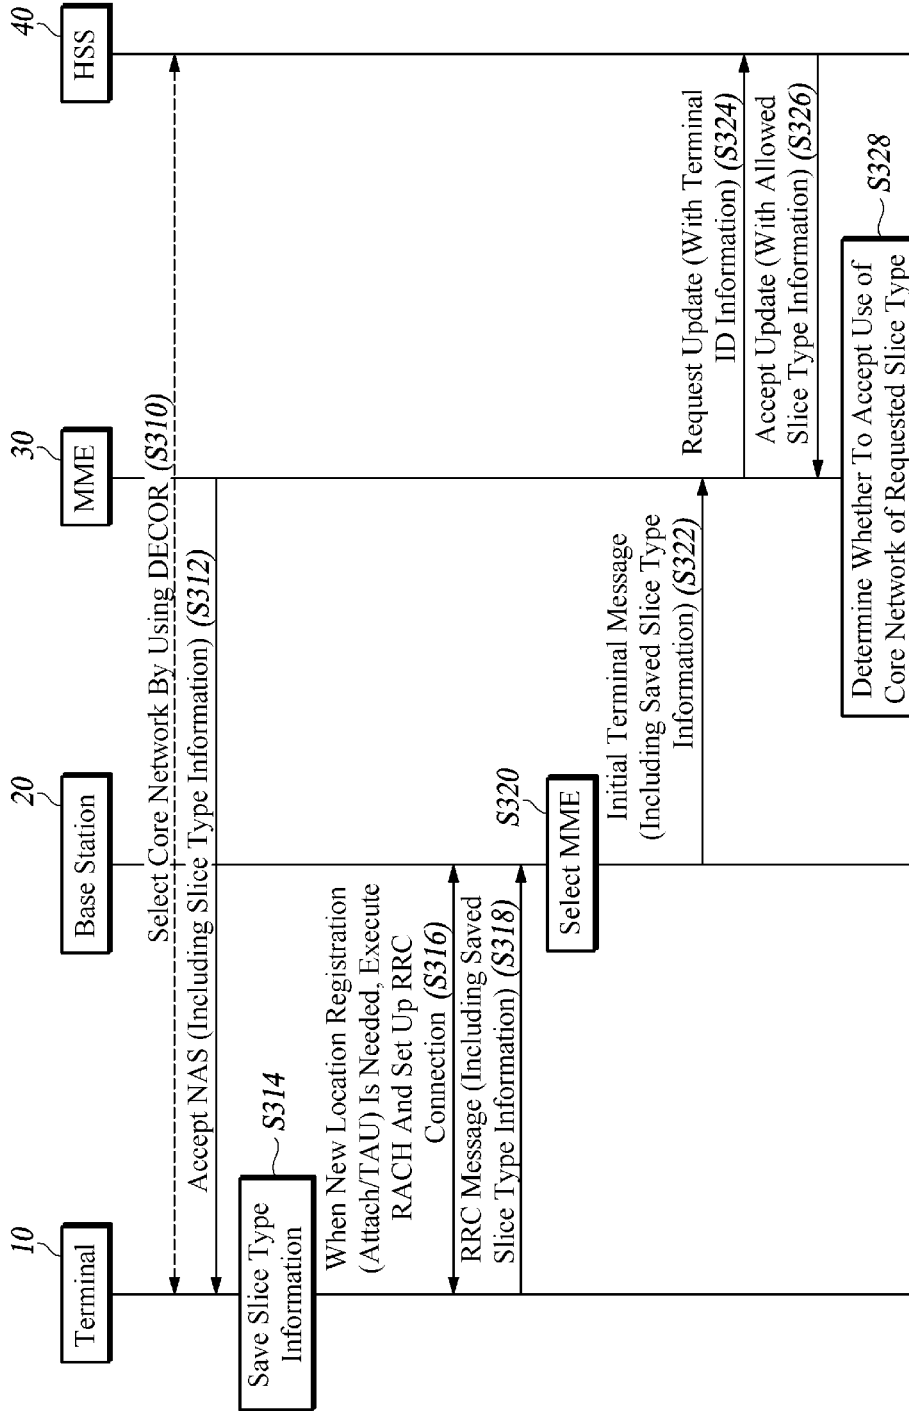 10
Terminal
20
Base Station
30
MME
40
HSS
Select Core Network By Using DECOR (S310)
Accept NAS (Including Slice Type Information) (S312)
Save Slice Type
Information
S314
When New Location Registration
(Attach/TAU) Is Needed, Execute
RACH And Set Up RRC
Connection (S316)
RRC Message (Including Saved
Slice Type Information) (S318)
S320
Select MME
Initial Terminal Message
(Including Saved Slice Type
Information) (S322)
Request Update (With Terminal
ID Information) (S324)
Accept Update (With Allowed
Slice Type Information) (S326)
S328
Determine Whether To Accept Use of
Core Network of Requested Slice Type